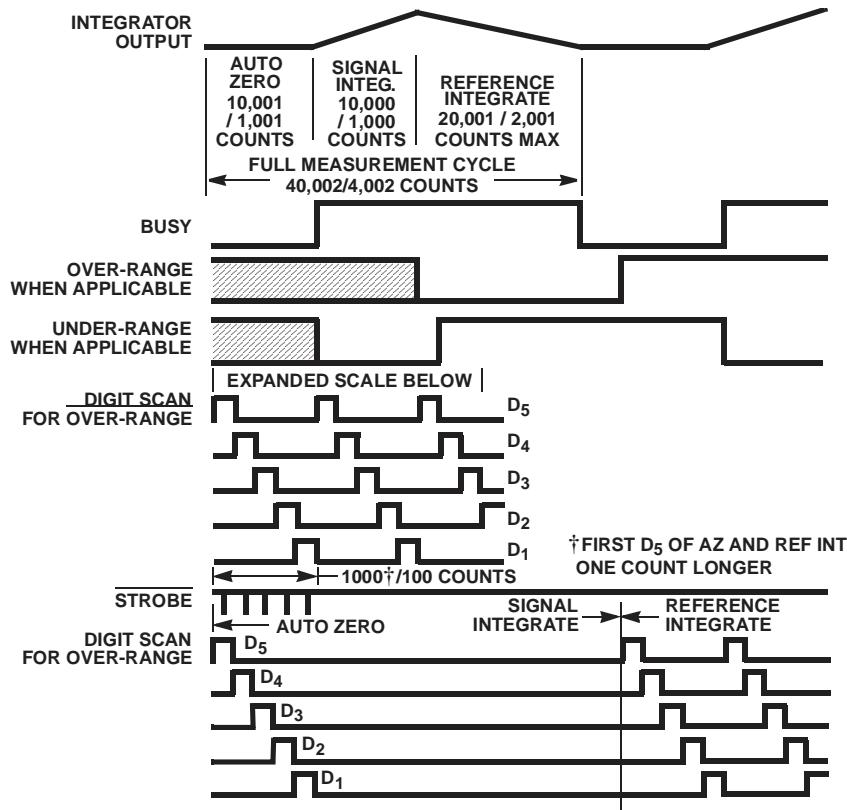 INTEGRATOR
OUTPUT
AUTO
ZERO
10,001
/ 1,001
COUNTS
SIGNAL
INTEG.
10,000
/ 1,000
COUNTS
REFERENCE
INTEGRATE
20,001 / 2,001
COUNTS MAX
FULL MEASUREMENT CYCLE
40,002/4,002 COUNTS
BUSY
OVER-RANGE
WHEN APPLICABLE
UNDER-RANGE
WHEN APPLICABLE
EXPANDED SCALE BELOW
DIGIT SCAN
FOR OVER-RANGE
D5
D4
D3
D2
D1
†FIRST D5 OF AZ AND REF INT
ONE COUNT LONGER
1000†/100 COUNTS
STROBE
AUTO ZERO
SIGNAL
INTEGRATE
REFERENCE
INTEGRATE
DIGIT SCAN
FOR OVER-RANGE
D5
D4
D3
D2
D1